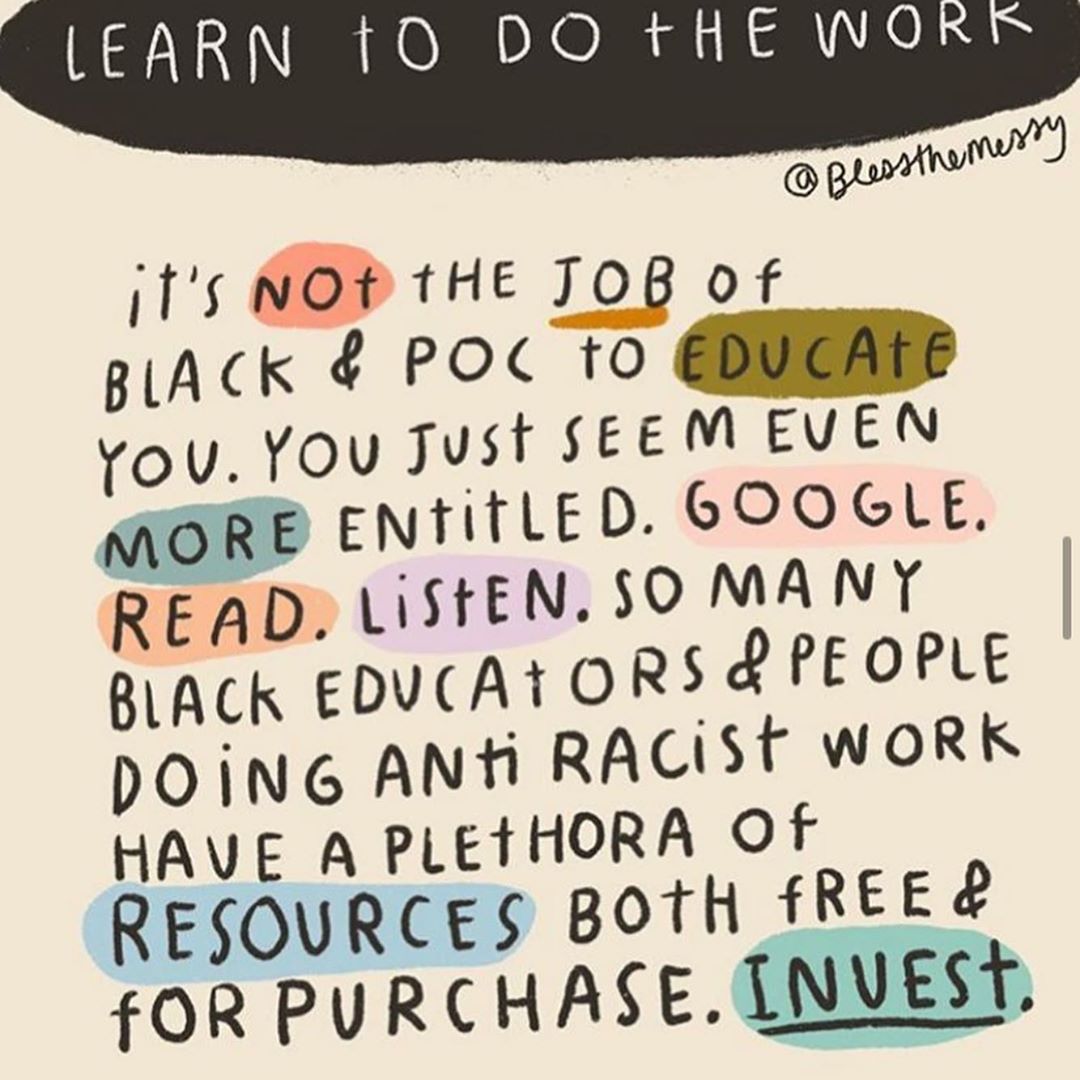 LEARN TO DO THE WORK
@Blessthemessy
it's NOT THE JOB of
BLACK & POC TO EDUCATE
YOU. YOU JUST SEEM EVEN
MORE ENTITLED. GOOGLE.
READ. LISTEN. SO MANY
BLACK EDUCATORS & PEOPLE
DOING ANTI RACIST WORK
HAVE A PLETHORA OF
RESOURCES BOTH FREE &
FOR PURCHASE. INVEST.